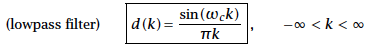 (lowpass filter) d(k) = sin(ω_c k) / πk , −∞ < k < ∞